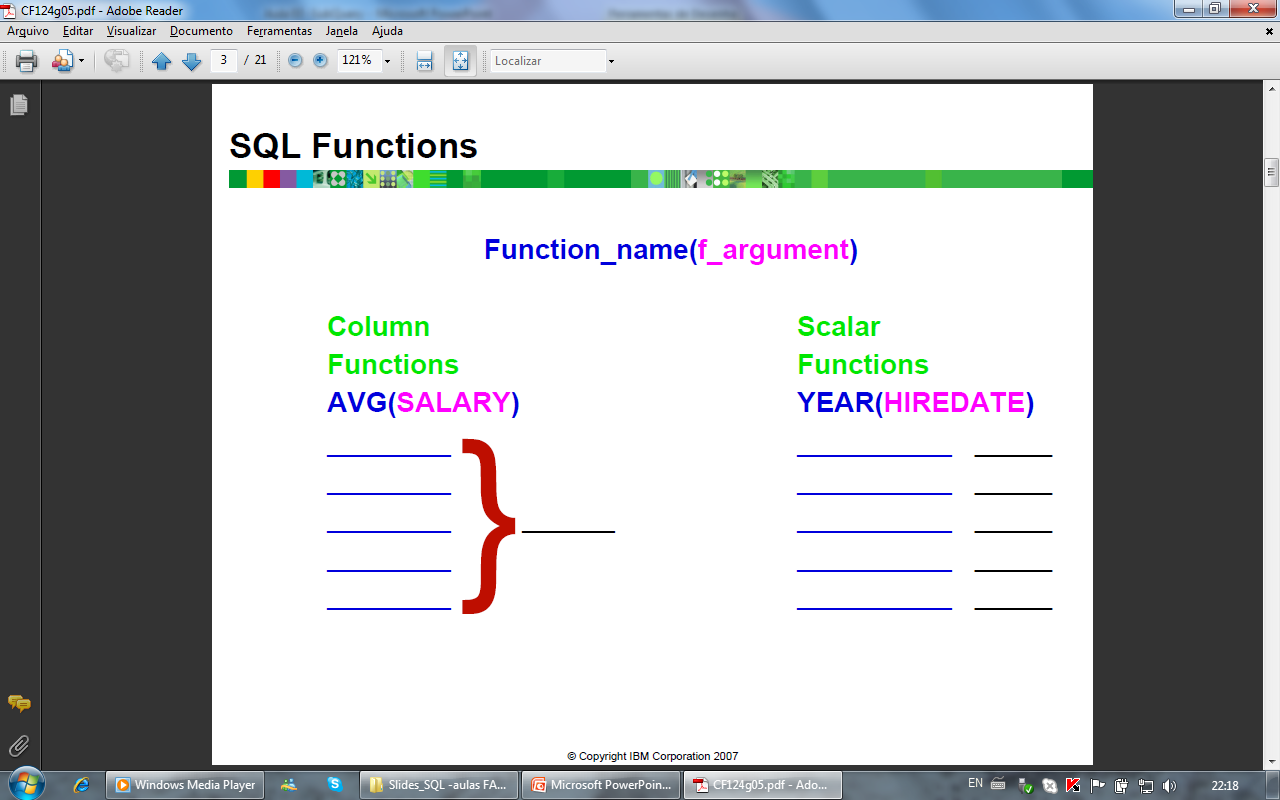 CF124g05.pdf - Adobe Reader
Arquivo Editar Visualizar Documento Ferramentas Janela Ajuda
3 / 21 121% Localizar
SQL Functions
Function_name(f_argument)
Column
Functions
AVG(SALARY)
Scalar
Functions
YEAR(HIREDATE)
© Copyright IBM Corporation 2007
Windows Media Player Slides_SQL -aulas FA... Microsoft PowerPoin... CF124g05.pdf - Ado... EN 22:18